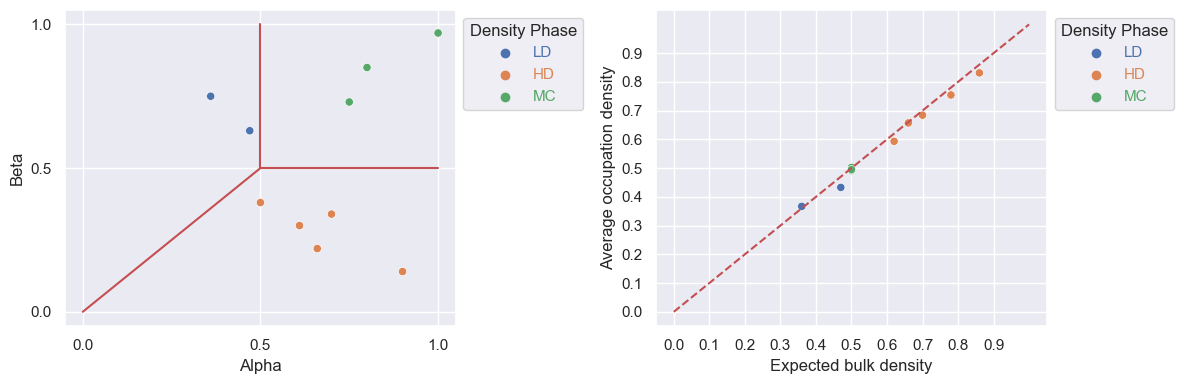 Density Phase
LD
HD
MC
1.0
0.5
0.0
Beta
0.0 0.5 1.0
Alpha
Density Phase
LD
HD
MC
0.9
0.8
0.7
0.6
0.5
0.4
0.3
0.2
0.1
0.0
Average occupation density
0.0 0.1 0.2 0.3 0.4 0.5 0.6 0.7 0.8 0.9
Expected bulk density